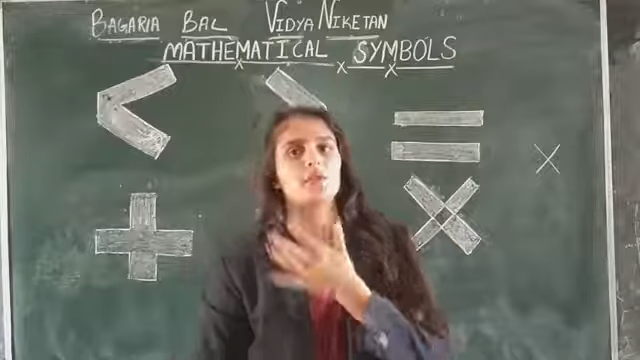 BAGARIA BAL VIDYA NIKETAN
MATHEMATICAL SYMBOLS
< =
+ × ×